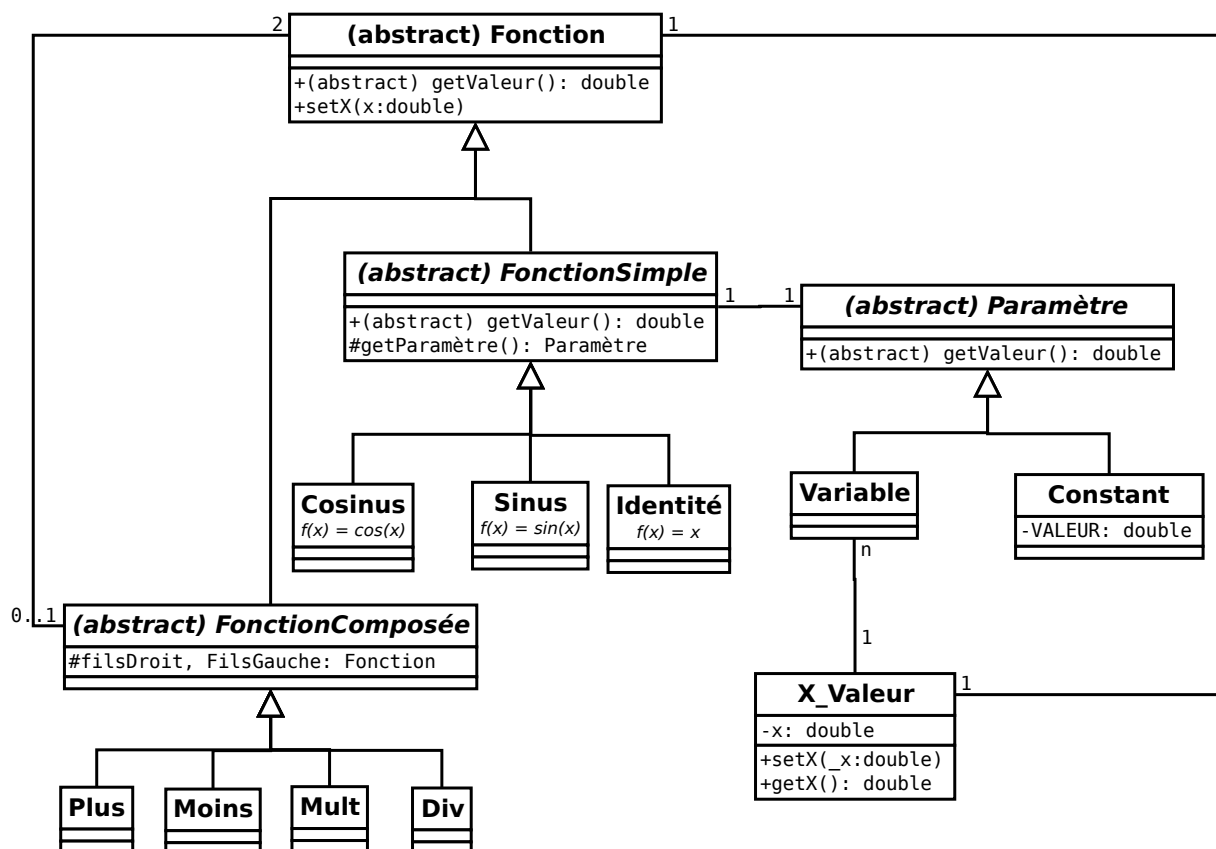 2
(abstract) Fonction
1
+(abstract) getValeur(): double
+setX(x:double)
(abstract) FonctionSimple
+(abstract) getValeur(): double
#getParamètre(): Paramètre
1
1
(abstract) Paramètre
+(abstract) getValeur(): double
Cosinus
f(x) = cos(x)
Sinus
f(x) = sin(x)
Identité
f(x) = x
Variable
n
Constant
-VALEUR: double
0..1
(abstract) FonctionComposée
#filsDroit, FilsGauche: Fonction
1
X_Valeur
1
-x: double
+setX(_x:double)
+getX(): double
Plus
Moins
Mult
Div